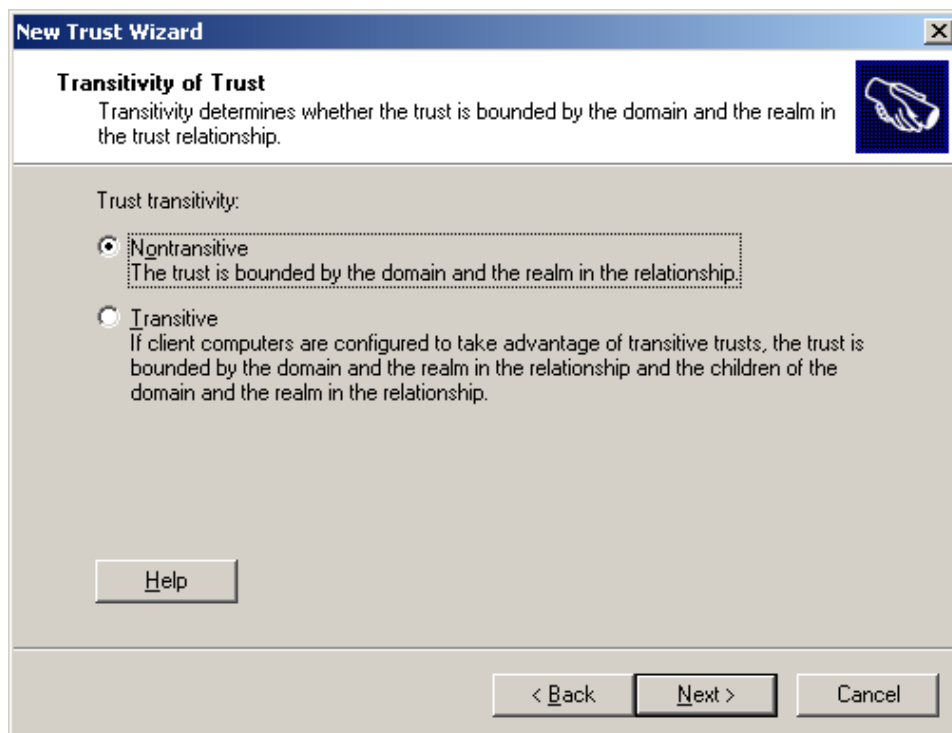 New Trust Wizard
Transitivity of Trust
Transitivity determines whether the trust is bounded by the domain and the realm in
the trust relationship.
Trust transitivity:
Nontransitive
The trust is bounded by the domain and the realm in the relationship.
Transitive
If client computers are configured to take advantage of transitive trusts, the trust is
bounded by the domain and the realm in the relationship and the children of the
domain and the realm in the relationship.
Help
< Back
Next >
Cancel